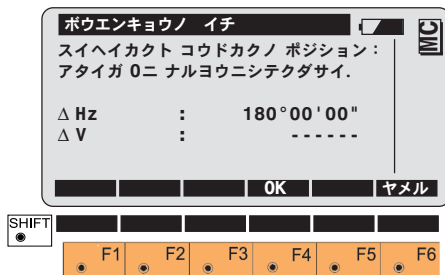 ボウエンキョウノ イチ
MC
スイヘイカクト コウドカクノ ポジション:
アタイガ 0ニ ナルヨウニシテクダサイ.
Δ Hz : 180°00'00"
Δ V : ------
OK ヤメル
SHIFT
F1 F2 F3 F4 F5 F6